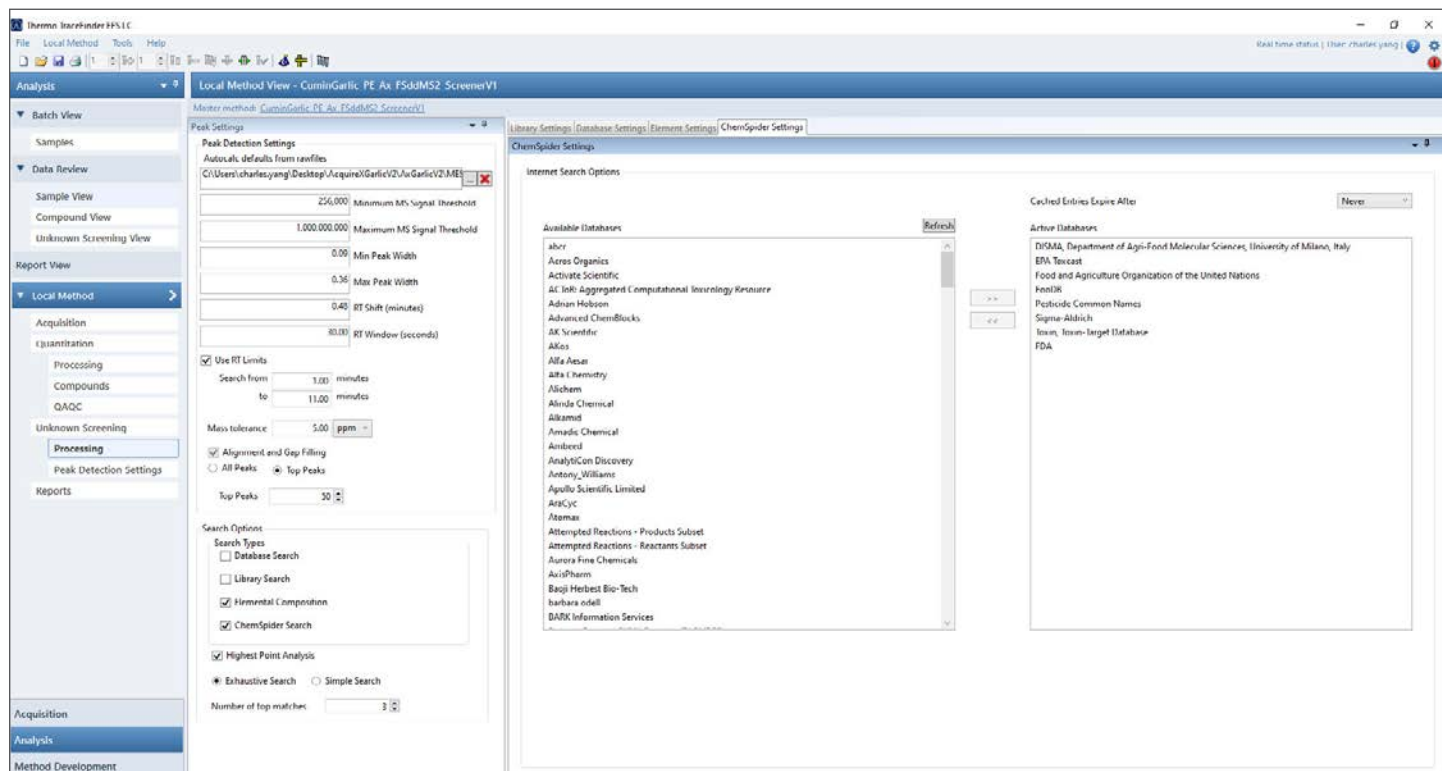 Thermo TraceFinder EFS LC
File Local Method Tools Help
Real time status | User: charles.yang |
Analysis
Local Method View - CuminGarlic_PE_Ax_FSddMS2_ScreenerV1
Master method: CuminGarlic_PE_Ax_FSddMS2_ScreenerV1
Batch View
Samples
Data Review
Sample View
Compound View
Unknown Screening View
Report View
Local Method
Acquisition
Quantitation
Processing
Compounds
QAQC
Unknown Screening
Processing
Peak Detection Settings
Reports
Acquisition
Analysis
Method Development
Peak Settings
Peak Detection Settings
Autocalc defaults from rawfiles
C:\Users\charles.yang\Desktop\AcquireXGarlicV2\AxGarlicV2\MES
...
256,000 Minimum MS Signal Threshold
1,000,000,000 Maximum MS Signal Threshold
0.09 Min Peak Width
0.36 Max Peak Width
0.48 RT Shift (minutes)
30.00 RT Window (seconds)
Use RT Limits
Search from 1.00 minutes
to 11.00 minutes
Mass tolerance 5.00 ppm
Alignment and Gap Filling
All Peaks Top Peaks
Top Peaks 50
Search Options
Search Types
Database Search
Library Search
Elemental Composition
ChemSpider Search
Highest Point Analysis
Exhaustive Search Simple Search
Number of top matches 3
Library Settings Database Settings Element Settings ChemSpider Settings
ChemSpider Settings
Internet Search Options
Cached Entries Expire After Never
Available Databases Refresh
abcr
Acros Organics
Activate Scientific
ACToR: Aggregated Computational Toxicology Resource
Adrian Hobson
Advanced ChemBlocks
AK Scientific
AKos
Alfa Aesar
Alfa Chemistry
Alichem
Alinda Chemical
Alkamid
Amadis Chemical
Ambeed
AnalytiCon Discovery
Antony_Williams
Apollo Scientific Limited
AraCyc
Atomax
Attempted Reactions - Products Subset
Attempted Reactions - Reactants Subset
Aurora Fine Chemicals
AxisPharm
Baoji Herbest Bio-Tech
barbara odell
BARK Information Services
>>
<<
Active Databases
DISMA, Department of Agri-Food Molecular Sciences, University of Milano, Italy
EPA Toxcast
Food and Agriculture Organization of the United Nations
FooDB
Pesticide Common Names
Sigma-Aldrich
Toxin, Toxin-Target Database
FDA